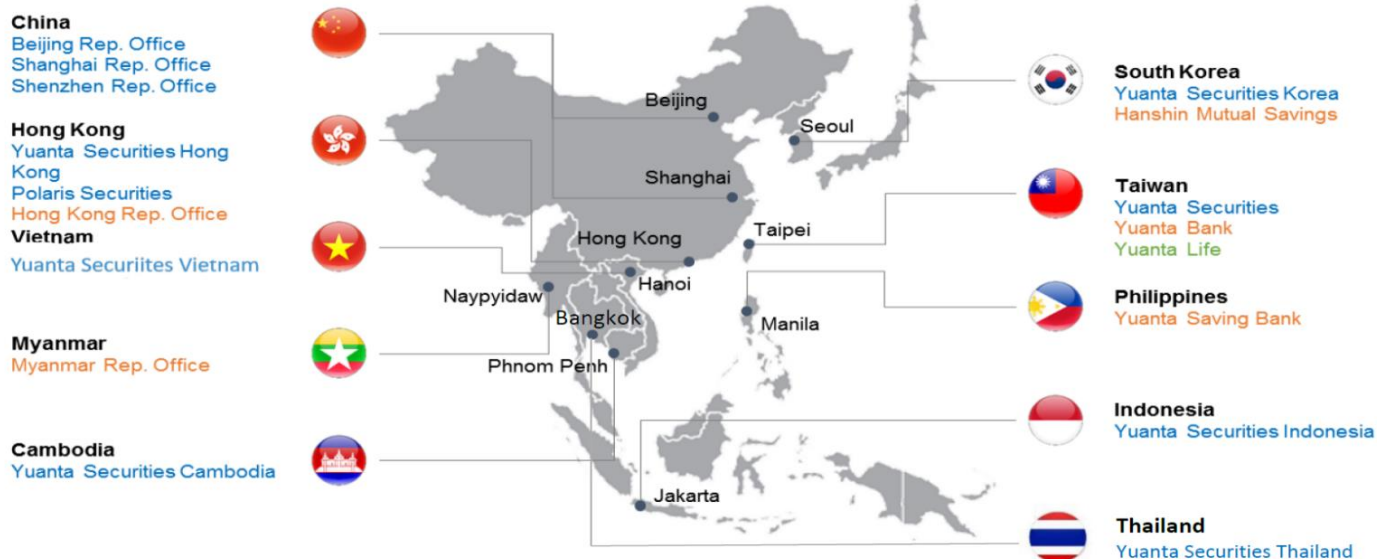 China
Beijing Rep. Office
Shanghai Rep. Office
Shenzhen Rep. Office
Hong Kong
Yuanta Securities Hong
Kong
Polaris Securities
Hong Kong Rep. Office
Vietnam
Yuanta Securiites Vietnam
Myanmar
Myanmar Rep. Office
Cambodia
Yuanta Securities Cambodia
Beijing
Seoul
Shanghai
Taipei
Hong Kong
Hanoi
Naypyidaw
Bangkok
Manila
Phnom Penh
Jakarta
South Korea
Yuanta Securities Korea
Hanshin Mutual Savings
Taiwan
Yuanta Securities
Yuanta Bank
Yuanta Life
Philippines
Yuanta Saving Bank
Indonesia
Yuanta Securities Indonesia
Thailand
Yuanta Securities Thailand